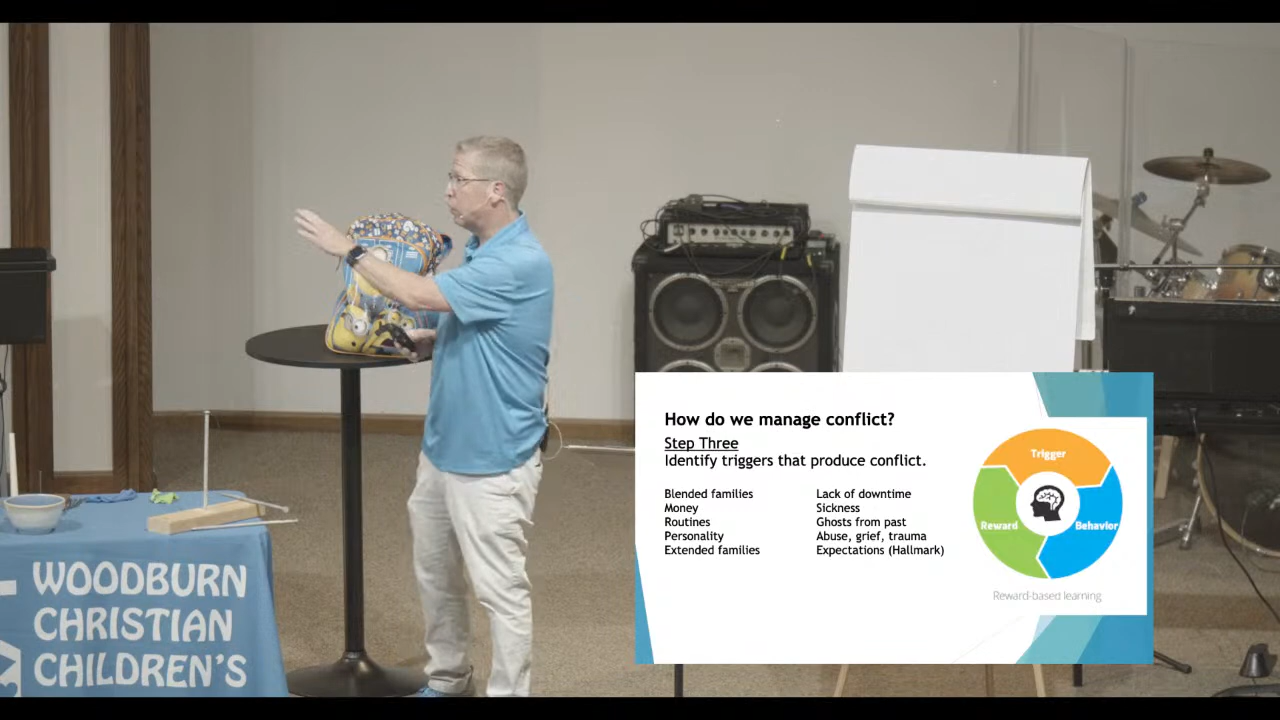 How do we manage conflict?
Step Three
Identify triggers that produce conflict.
Blended families
Money
Routines
Personality
Extended families
Lack of downtime
Sickness
Ghosts from past
Abuse, grief, trauma
Expectations (Hallmark)
Trigger
Reward
Behavior
Reward-based learning
WOODBURN
CHRISTIAN
CHILDREN'S